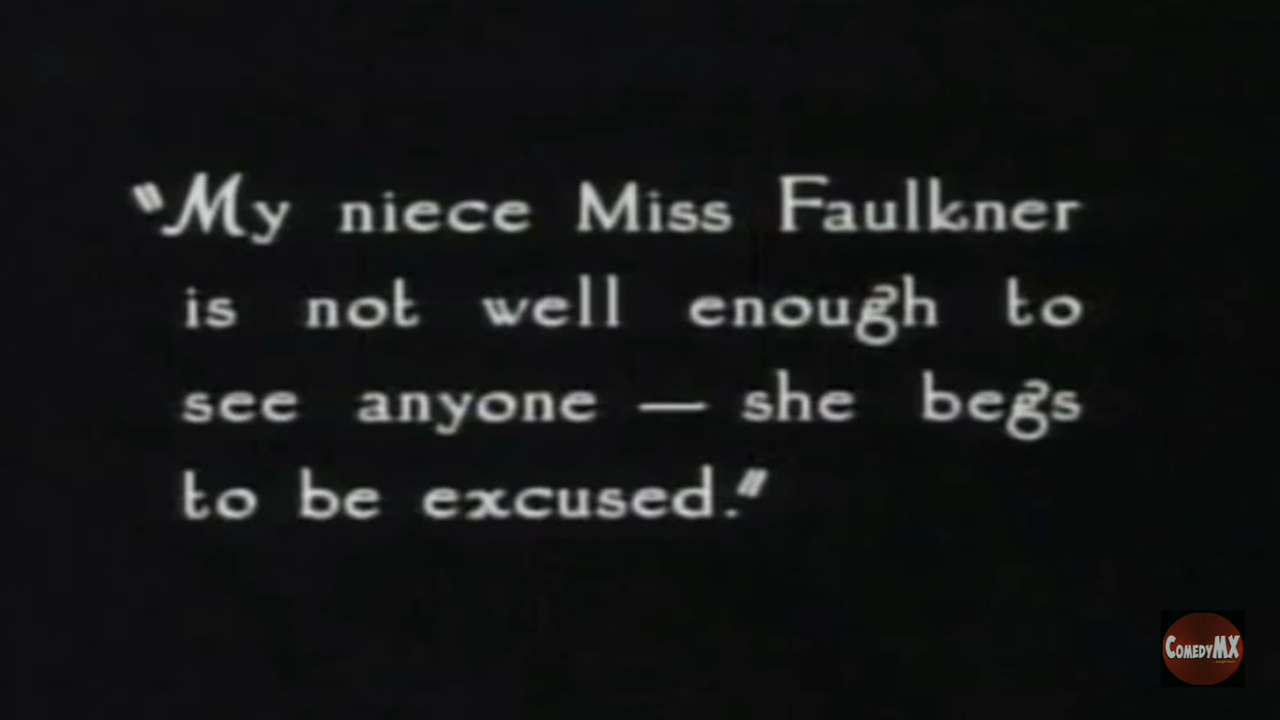 "My niece Miss Faulkner
is not well enough to
see anyone — she begs
to be excused."
COMEDYMX